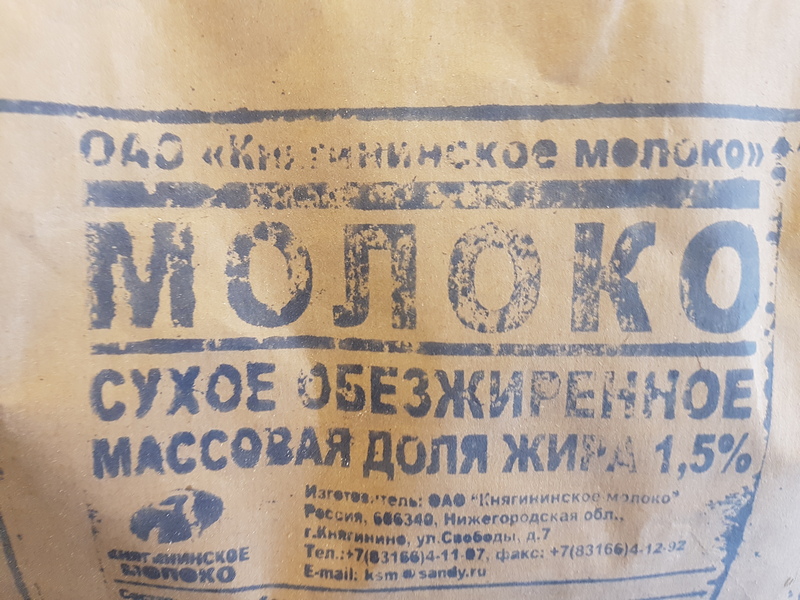 ОАО «Княгининское молоко»
МОЛОКО
СУХОЕ ОБЕЗЖИРЕННОЕ
МАССОВАЯ ДОЛЯ ЖИРА 1,5%
Изготовитель: ОАО "Княгининское молоко"
Россия, 606340, Нижегородская обл.,
г.Княгинино, ул.Свободы, д.7
Тел.:+7(83166)4-11-07, факс: +7(83166)4-12-92
E-mail: ksm@sandy.ru
КНЯГИНИНСКОЕ
МОЛОКО